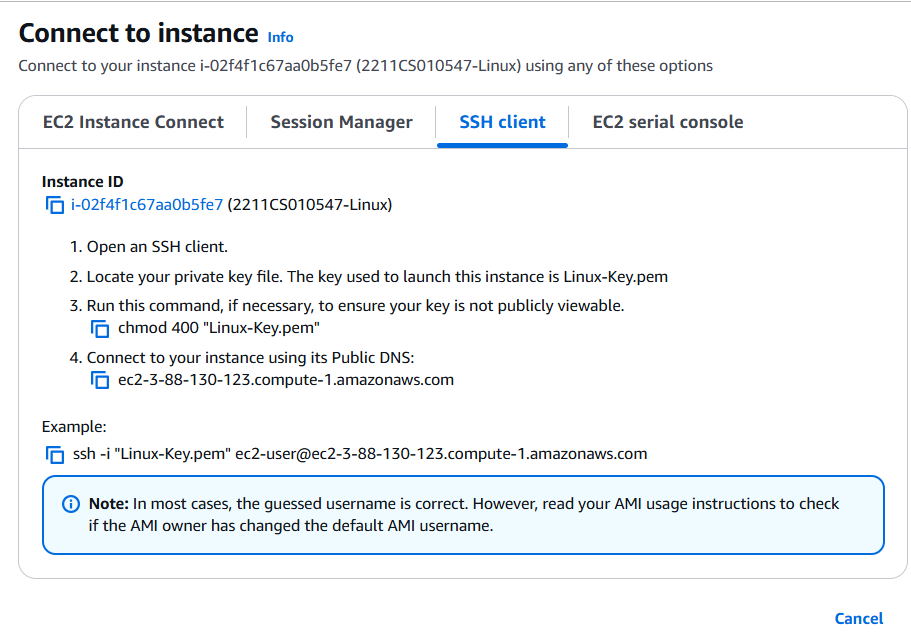 Connect to instance Info
Connect to your instance i-02f4f1c67aa0b5fe7 (2211CS010547-Linux) using any of these options
EC2 Instance Connect
Session Manager
SSH client
EC2 serial console
Instance ID
i-02f4f1c67aa0b5fe7 (2211CS010547-Linux)
1. Open an SSH client.
2. Locate your private key file. The key used to launch this instance is Linux-Key.pem
3. Run this command, if necessary, to ensure your key is not publicly viewable.
chmod 400 "Linux-Key.pem"
4. Connect to your instance using its Public DNS:
ec2-3-88-130-123.compute-1.amazonaws.com
Example:
ssh -i "Linux-Key.pem" ec2-user@ec2-3-88-130-123.compute-1.amazonaws.com
Note: In most cases, the guessed username is correct. However, read your AMI usage instructions to check
if the AMI owner has changed the default AMI username.
Cancel